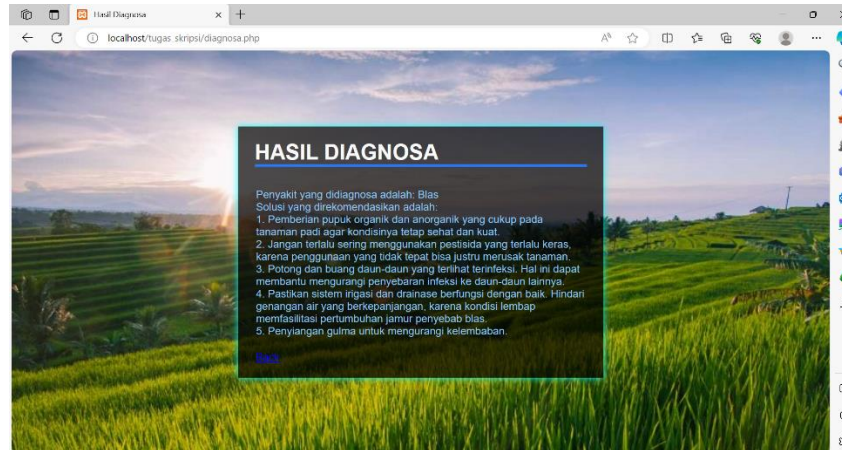 Hasil Diagnosa
localhost/tugas skripsi/diagnosa.php
HASIL DIAGNOSA
Penyakit yang didiagnosa adalah: Blas
Solusi yang direkomendasikan adalah:
1. Pemberian pupuk organik dan anorganik yang cukup pada
tanaman padi agar kondisinya tetap sehat dan kuat.
2. Jangan terlalu sering menggunakan pestisida yang terlalu keras,
karena penggunaan yang tidak tepat bisa justru merusak tanaman.
3. Potong dan buang daun-daun yang terlihat terinfeksi. Hal ini dapat
membantu mengurangi penyebaran infeksi ke daun-daun lainnya.
4. Pastikan sistem irigasi dan drainase berfungsi dengan baik. Hindari
genangan air yang berkepanjangan, karena kondisi lembap
memfasilitasi pertumbuhan jamur penyebab blas.
5. Penyiangan gulma untuk mengurangi kelembaban.